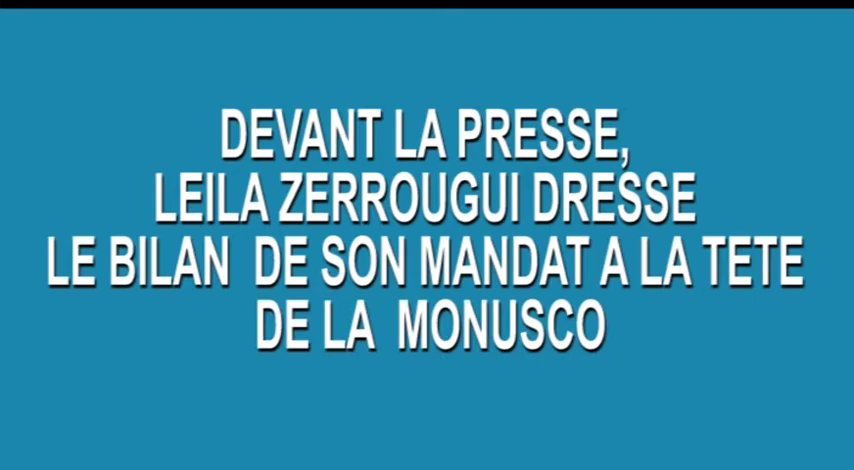 DEVANT LA PRESSE,
LEILA ZERROUGUI DRESSE
LE BILAN DE SON MANDAT A LA TETE
DE LA MONUSCO